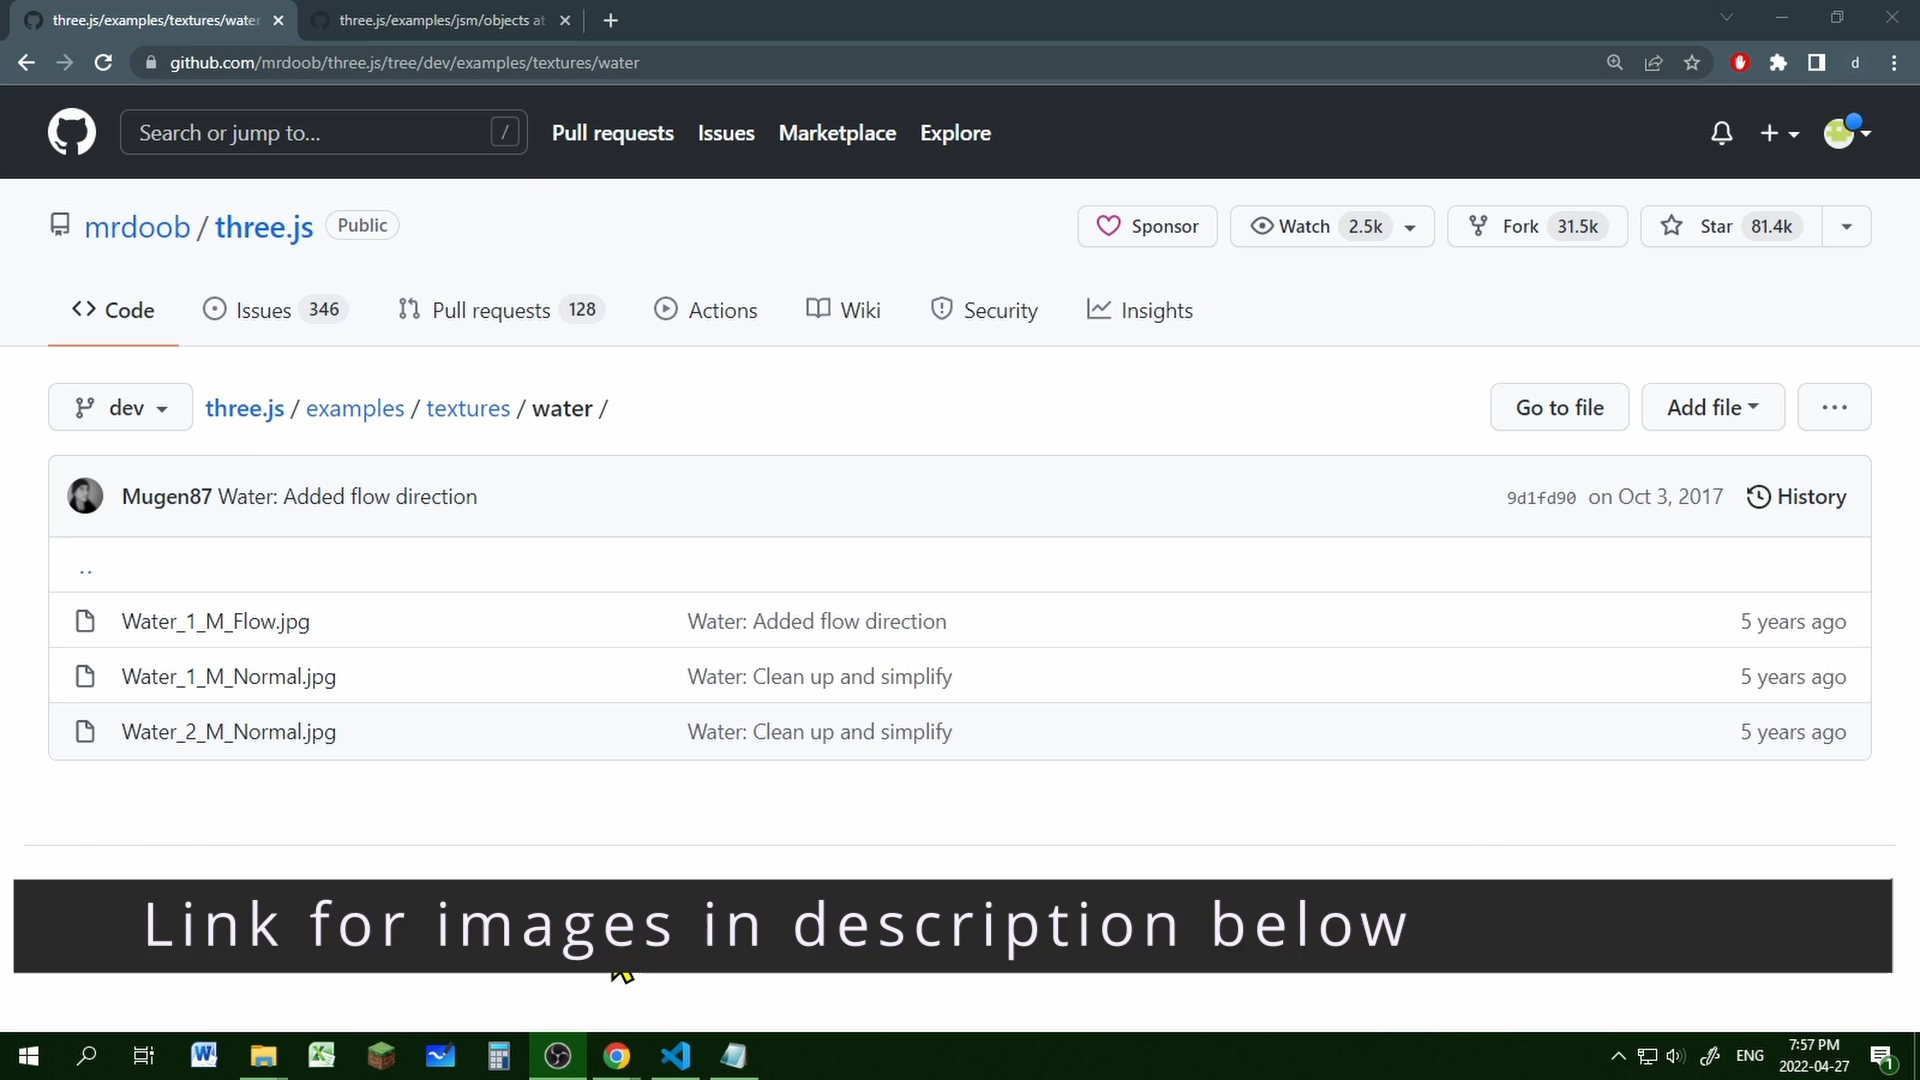 three.js/examples/textures/water
three.js/examples/jsm/objects at
github.com/mrdoob/three.js/tree/dev/examples/textures/water
d
Search or jump to...
/
Pull requests
Issues
Marketplace
Explore
mrdoob / three.js
Public
Sponsor
Watch 2.5k
Fork 31.5k
Star 81.4k
Code
Issues 346
Pull requests 128
Actions
Wiki
Security
Insights
dev
three.js / examples / textures / water /
Go to file
Add file
Mugen87 Water: Added flow direction
9d1fd90 on Oct 3, 2017
History
..
Water_1_M_Flow.jpg
Water: Added flow direction
5 years ago
Water_1_M_Normal.jpg
Water: Clean up and simplify
5 years ago
Water_2_M_Normal.jpg
Water: Clean up and simplify
5 years ago
Link for images in description below
ENG
7:57 PM
2022-04-27
1